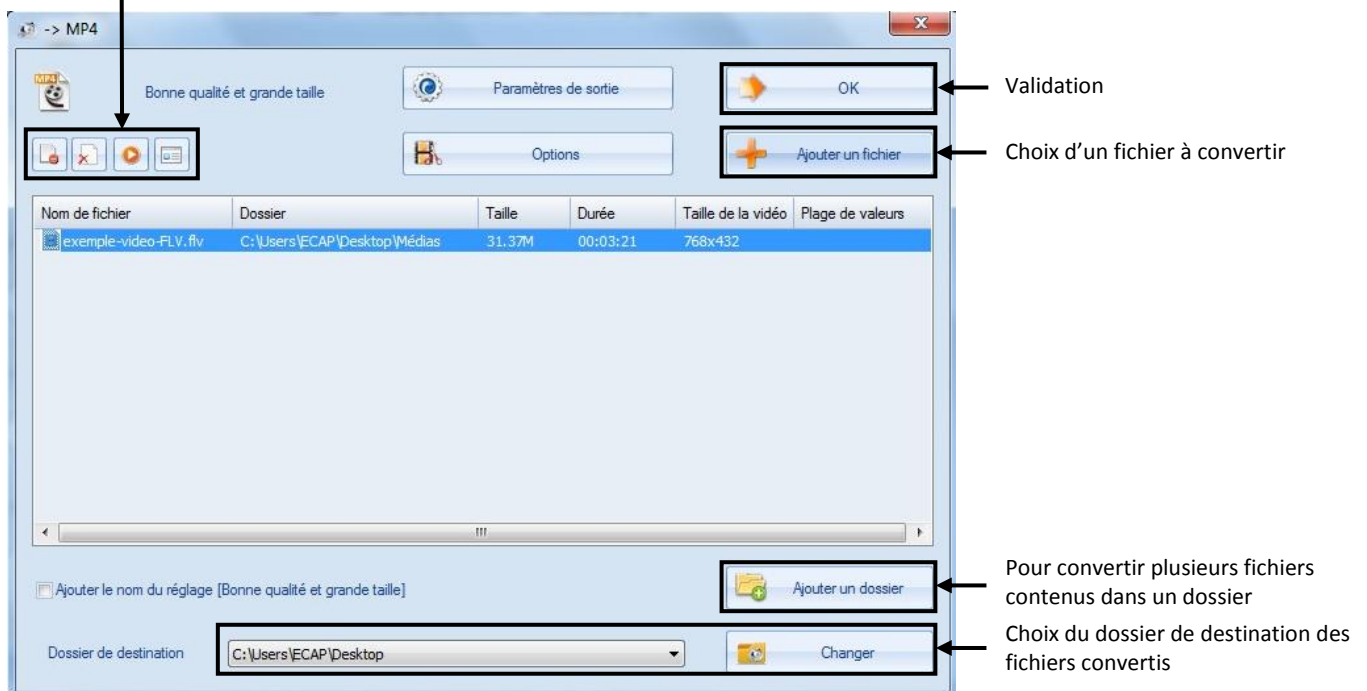 -> MP4
MP4
Bonne qualité et grande taille
Paramètres de sortie
OK
Validation
Options
Ajouter un fichier
Choix d’un fichier à convertir
Nom de fichier Dossier Taille Durée Taille de la vidéo Plage de valeurs
exemple-video-FLV.flv C:\Users\ECAP\Desktop\Médias 31.37M 00:03:21 768x432
Ajouter le nom du réglage [Bonne qualité et grande taille]
Ajouter un dossier
Pour convertir plusieurs fichiers
contenus dans un dossier
Dossier de destination
C:\Users\ECAP\Desktop
Changer
Choix du dossier de destination des
fichiers convertis